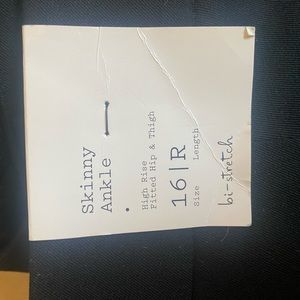 Skinny
Ankle
•
High Rise
Fitted Hip & Thigh
16|R
Size Length
bi-stretch